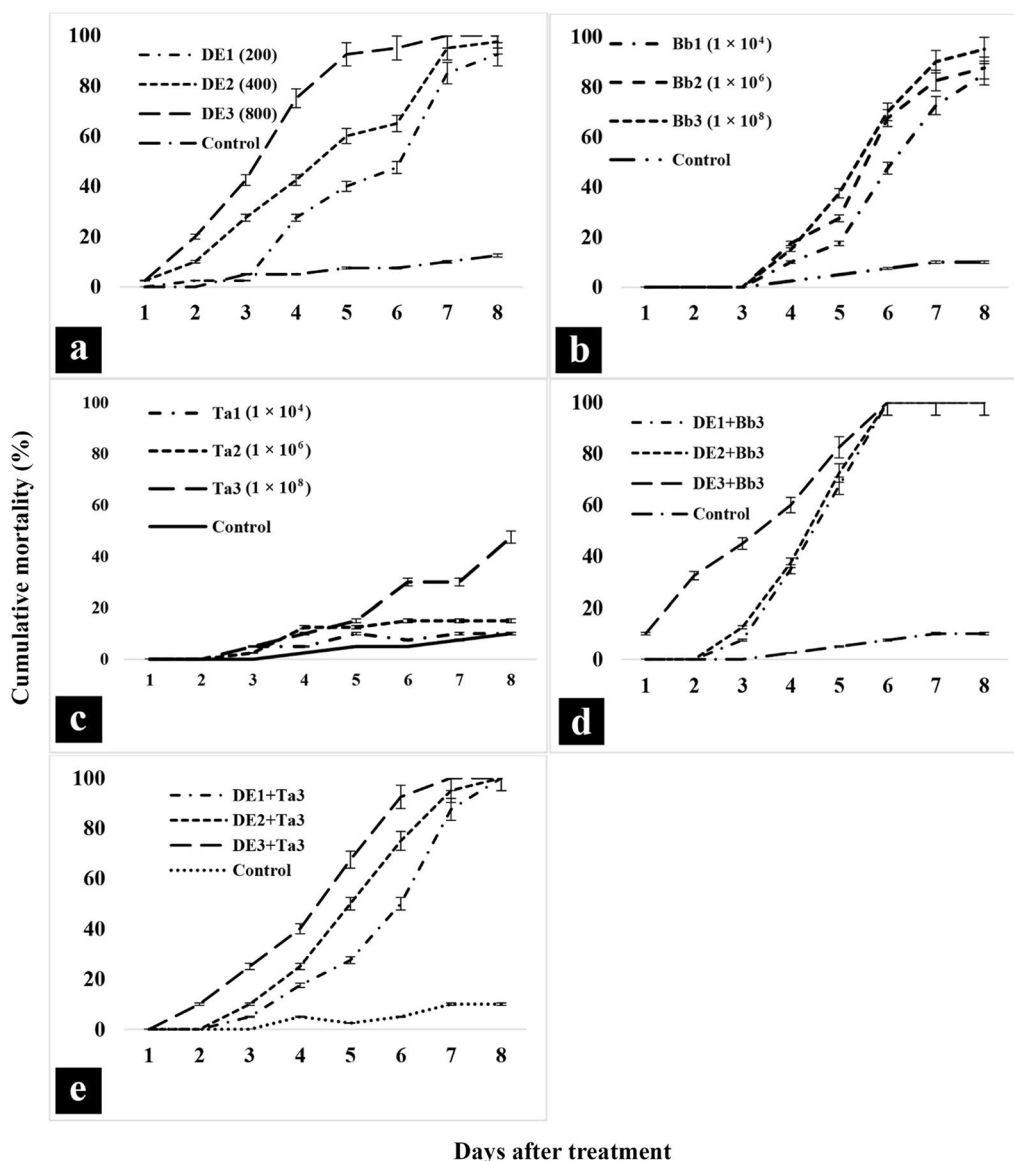 Cumulative mortality (%)
100
80
60
40
20
0
DE1 (200)
DE2 (400)
DE3 (800)
Control
1 2 3 4 5 6 7 8
a
100
80
60
40
20
0
Bb1 (1 × 10⁴)
Bb2 (1 × 10⁶)
Bb3 (1 × 10⁸)
Control
1 2 3 4 5 6 7 8
b
100
80
60
40
20
0
Ta1 (1 × 10⁴)
Ta2 (1 × 10⁶)
Ta3 (1 × 10⁸)
Control
1 2 3 4 5 6 7 8
c
100
80
60
40
20
0
DE1+Bb3
DE2+Bb3
DE3+Bb3
Control
1 2 3 4 5 6 7 8
d
100
80
60
40
20
0
DE1+Ta3
DE2+Ta3
DE3+Ta3
Control
1 2 3 4 5 6 7 8
e
Days after treatment